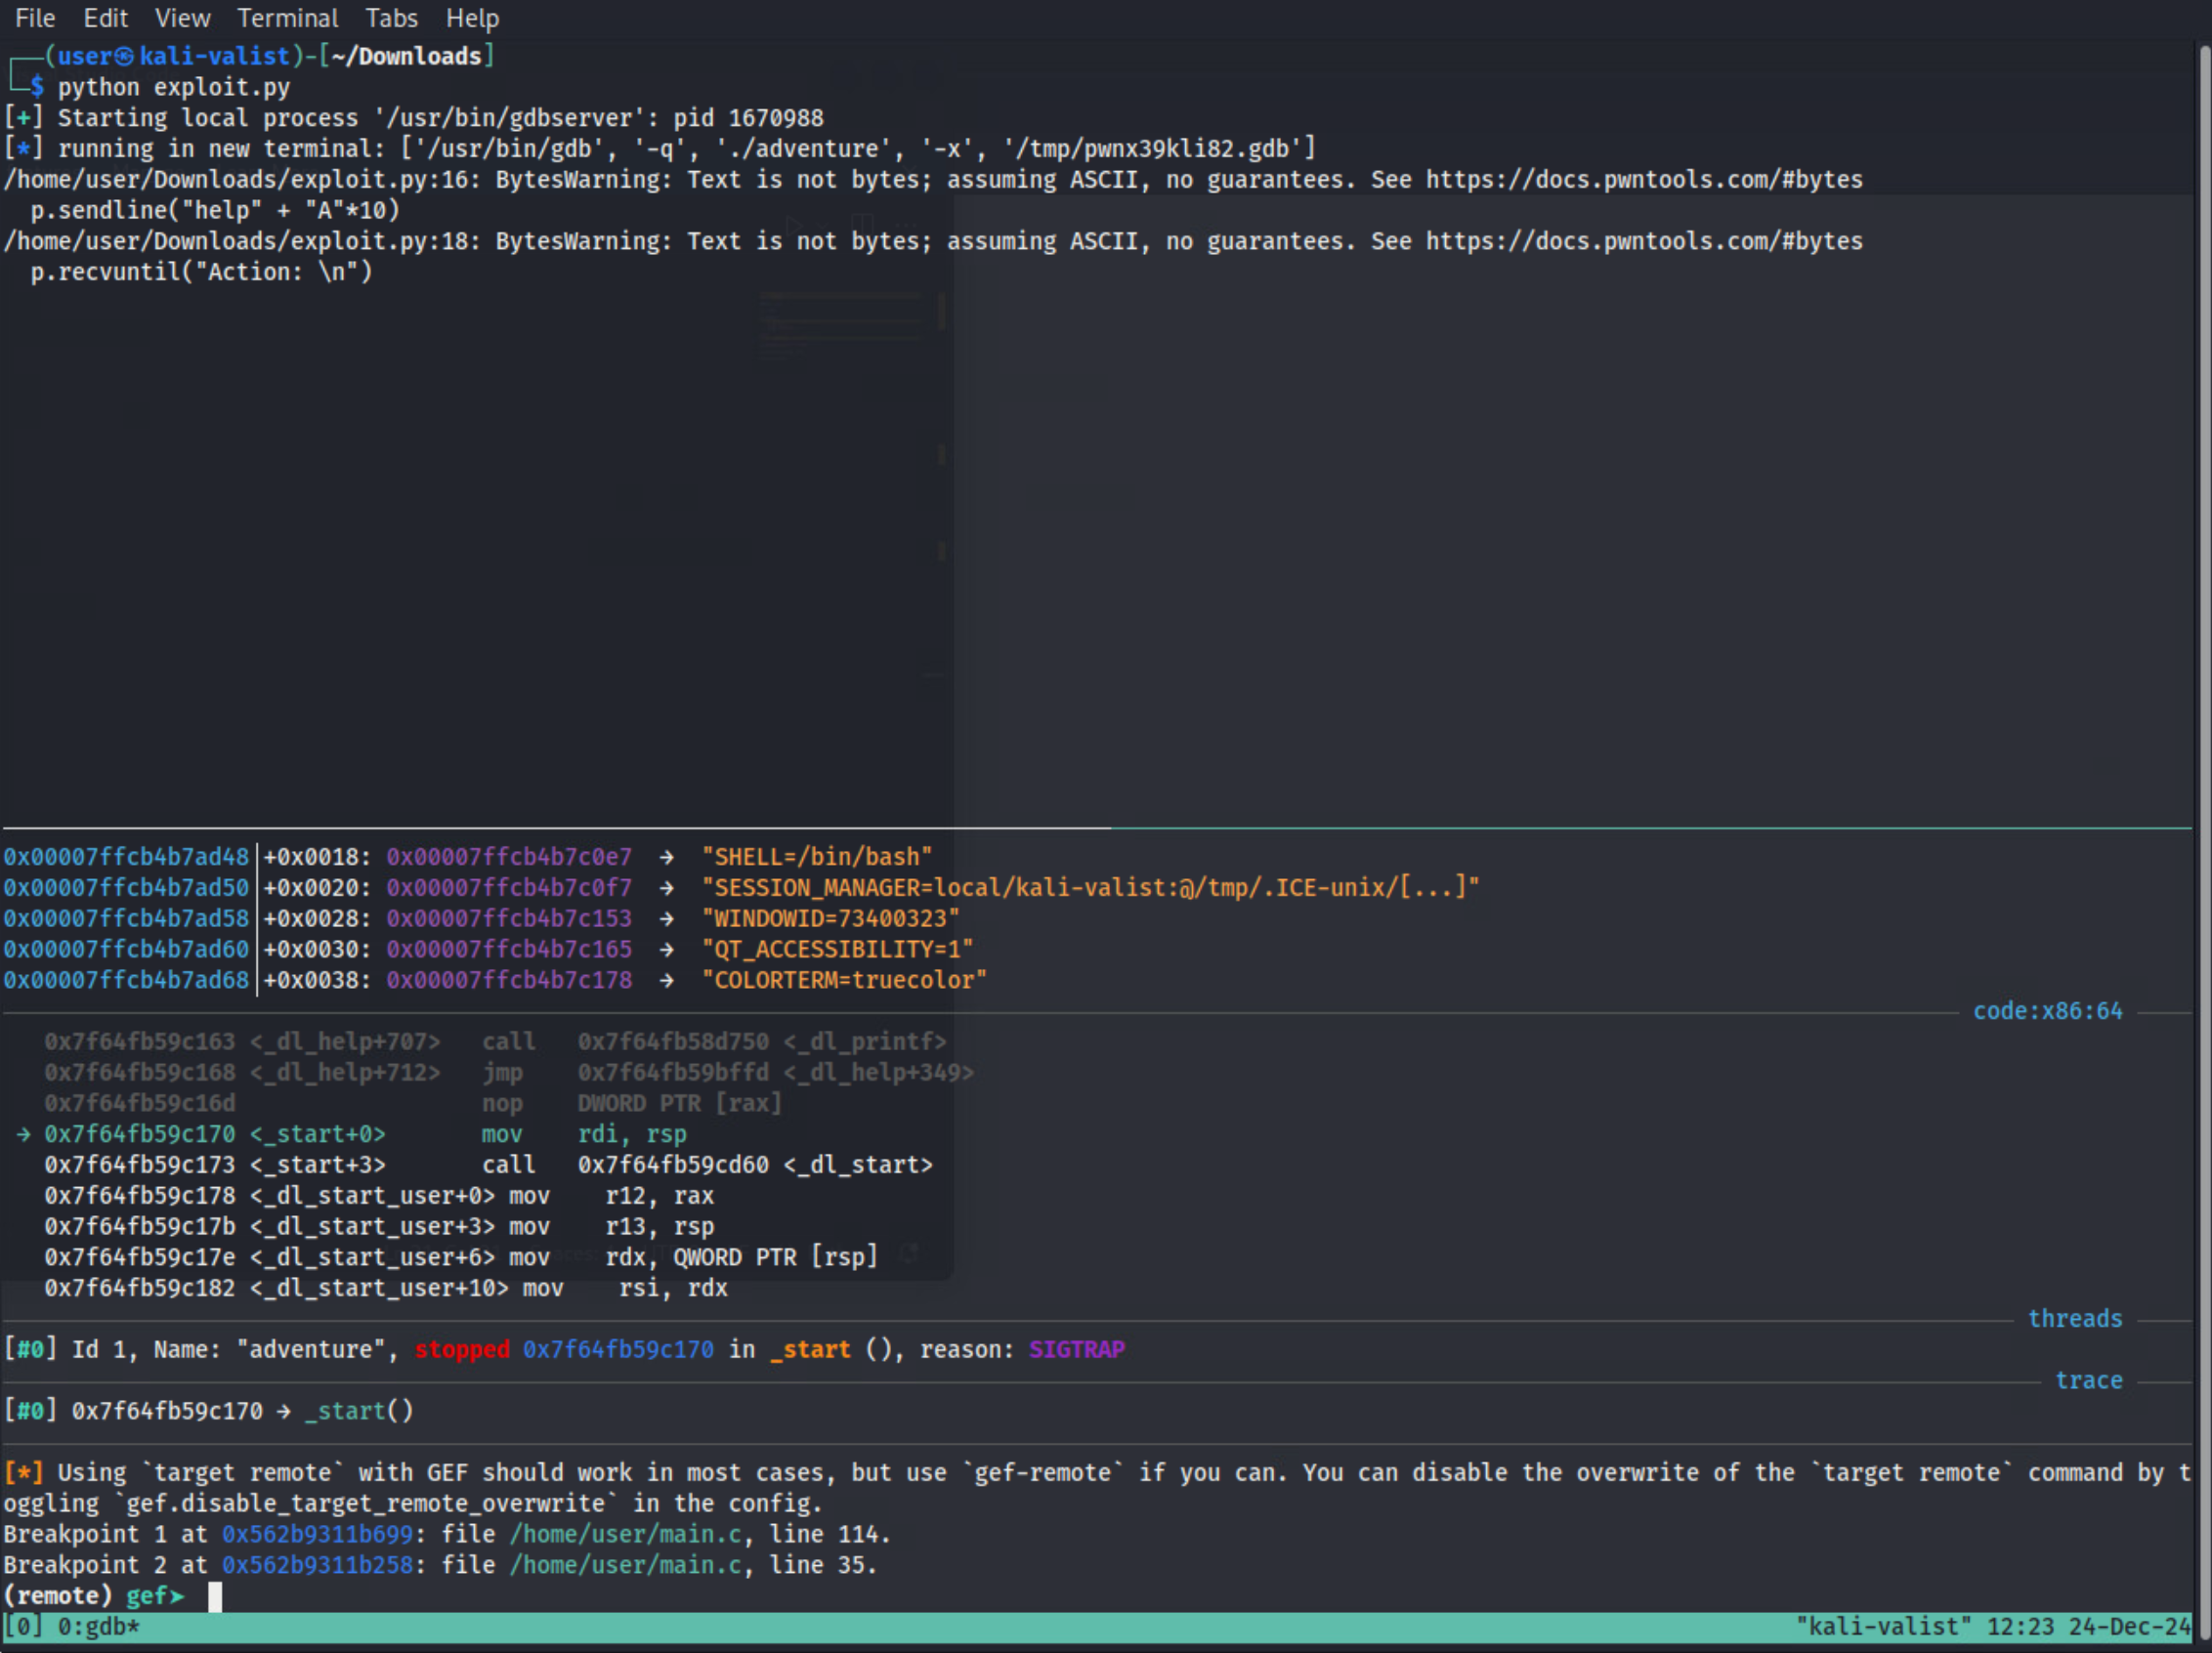 File Edit View Terminal Tabs Help
┌──(user㉿kali-valist)-[~/Downloads]
└─$ python exploit.py
[+] Starting local process '/usr/bin/gdbserver': pid 1670988
[*] running in new terminal: ['/usr/bin/gdb', '-q', './adventure', '-x', '/tmp/pwnx39kli82.gdb']
/home/user/Downloads/exploit.py:16: BytesWarning: Text is not bytes; assuming ASCII, no guarantees. See https://docs.pwntools.com/#bytes
  p.sendline("help" + "A"*10)
/home/user/Downloads/exploit.py:18: BytesWarning: Text is not bytes; assuming ASCII, no guarantees. See https://docs.pwntools.com/#bytes
  p.recvuntil("Action: \n")
0x00007ffcb4b7ad48│+0x0018: 0x00007ffcb4b7c0e7  →  "SHELL=/bin/bash"
0x00007ffcb4b7ad50│+0x0020: 0x00007ffcb4b7c0f7  →  "SESSION_MANAGER=local/kali-valist:@/tmp/.ICE-unix/[...]"
0x00007ffcb4b7ad58│+0x0028: 0x00007ffcb4b7c153  →  "WINDOWID=73400323"
0x00007ffcb4b7ad60│+0x0030: 0x00007ffcb4b7c165  →  "QT_ACCESSIBILITY=1"
0x00007ffcb4b7ad68│+0x0038: 0x00007ffcb4b7c178  →  "COLORTERM=truecolor"
code:x86:64
   0x7f64fb59c163 <_dl_help+707>   call   0x7f64fb58d750 <_dl_printf>
   0x7f64fb59c168 <_dl_help+712>   jmp    0x7f64fb59bffd <_dl_help+349>
   0x7f64fb59c16d                  nop    DWORD PTR [rax]
 → 0x7f64fb59c170 <_start+0>       mov    rdi, rsp
   0x7f64fb59c173 <_start+3>       call   0x7f64fb59cd60 <_dl_start>
   0x7f64fb59c178 <_dl_start_user+0> mov    r12, rax
   0x7f64fb59c17b <_dl_start_user+3> mov    r13, rsp
   0x7f64fb59c17e <_dl_start_user+6> mov    rdx, QWORD PTR [rsp]
   0x7f64fb59c182 <_dl_start_user+10> mov    rsi, rdx
threads
[#0] Id 1, Name: "adventure", stopped 0x7f64fb59c170 in _start (), reason: SIGTRAP
trace
[#0] 0x7f64fb59c170 → _start()
[*] Using `target remote` with GEF should work in most cases, but use `gef-remote` if you can. You can disable the overwrite of the `target remote` command by t
oggling `gef.disable_target_remote_overwrite` in the config.
Breakpoint 1 at 0x562b9311b699: file /home/user/main.c, line 114.
Breakpoint 2 at 0x562b9311b258: file /home/user/main.c, line 35.
(remote) gef➤
[0] 0:gdb* "kali-valist" 12:23 24-Dec-24